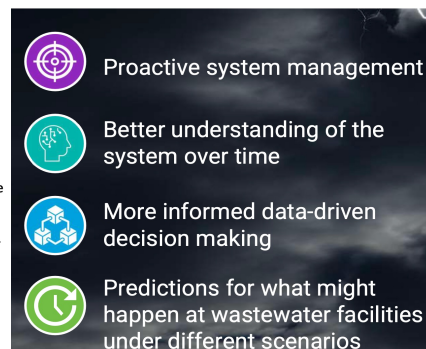 Proactive system management
Better understanding of the
system over time
More informed data-driven
decision making
Predictions for what might
happen at wastewater facilities
under different scenarios
e